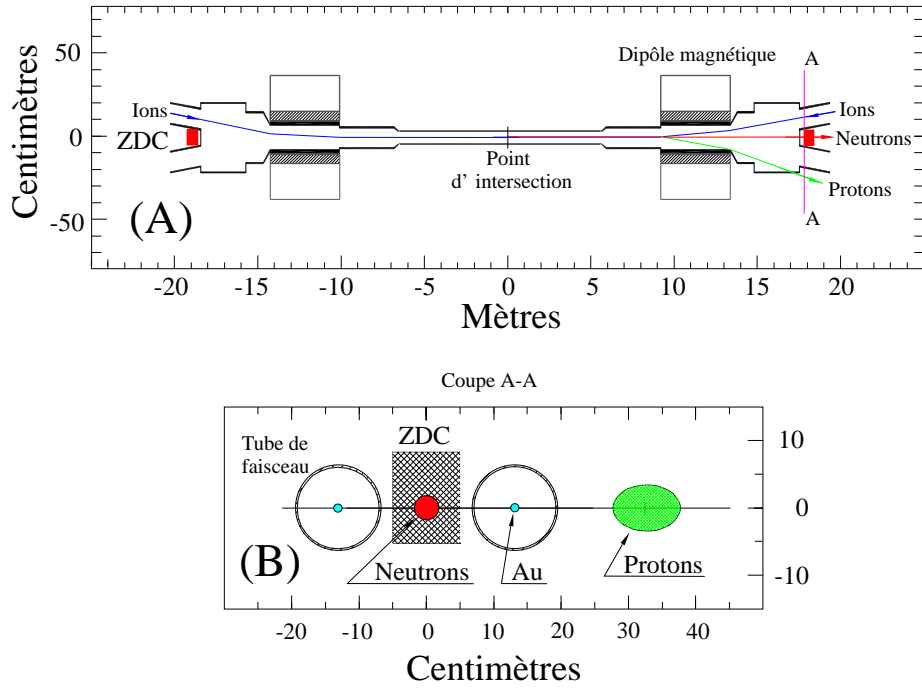 50
0
-50
Centimètres
Dipôle magnétique
A
Ions
ZDC
Ions
Neutrons
Protons
Point
d' intersection
(A)
A
-20 -15 -10 -5 0 5 10 15 20
Mètres
Coupe A-A
Tube de
faisceau
ZDC
10
0
-10
(B)
Neutrons
Au
Protons
-20 -10 0 10 20 30 40
Centimètres